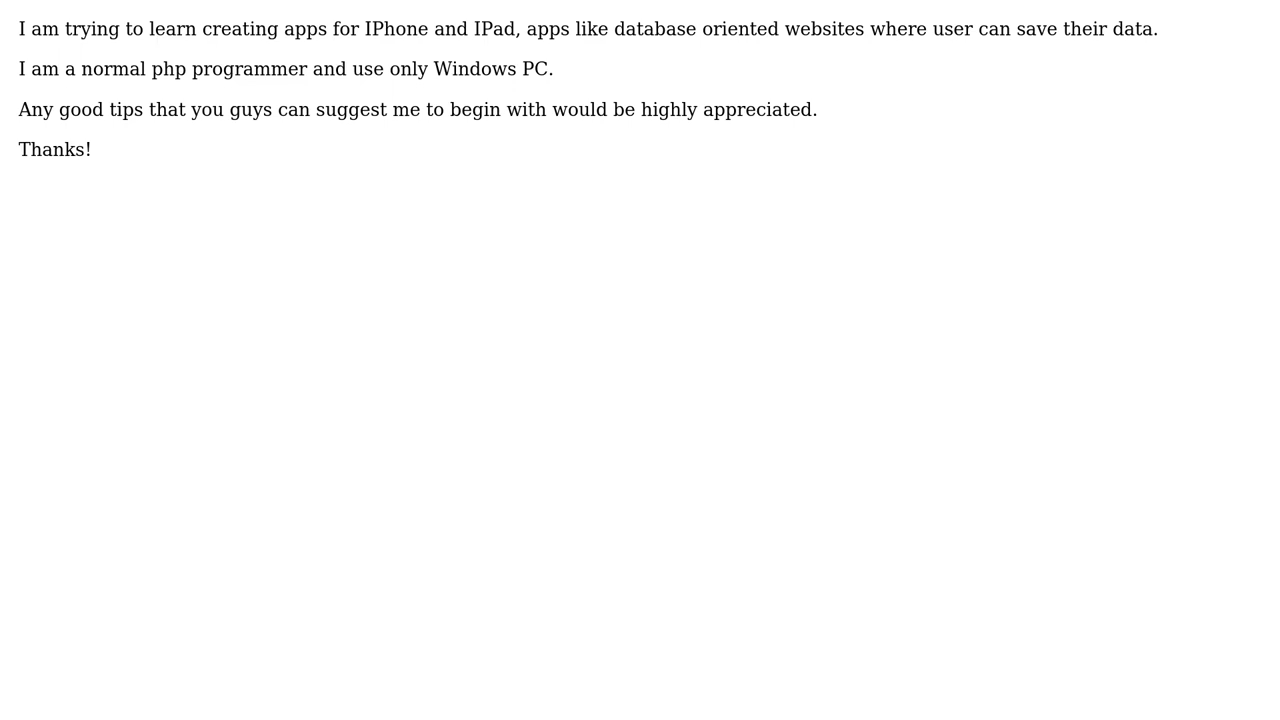 I am trying to learn creating apps for IPhone and IPad, apps like database oriented websites where user can save their data.
I am a normal php programmer and use only Windows PC.
Any good tips that you guys can suggest me to begin with would be highly appreciated.
Thanks!